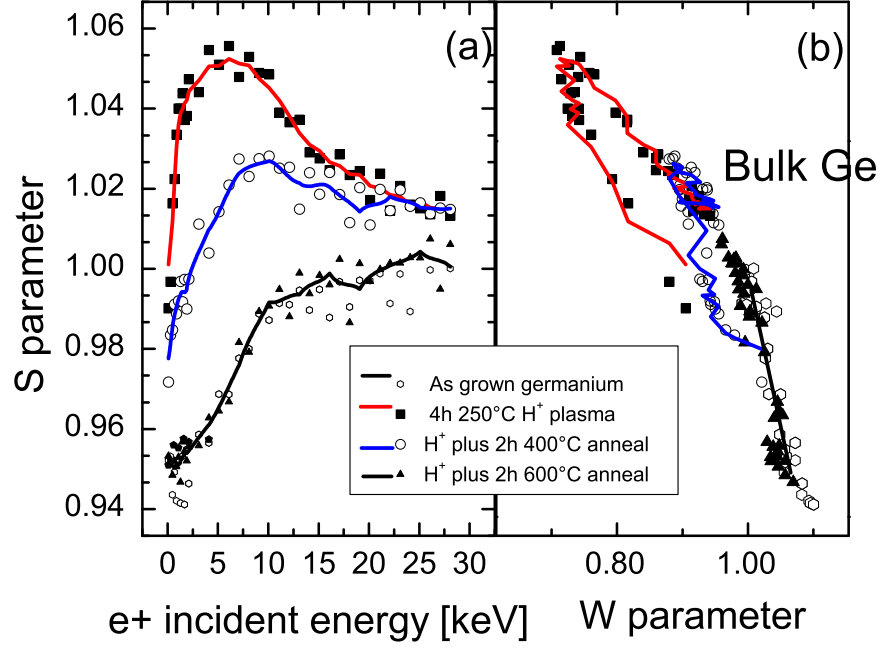 (a)
(b)
1.06
1.04
1.02
1.00
0.98
0.96
0.94
S parameter
Bulk Ge
As grown germanium
4h 250°C H⁺ plasma
H⁺ plus 2h 400°C anneal
H⁺ plus 2h 600°C anneal
0 5 10 15 20 25 30
0.80 1.00
e+ incident energy [keV]
W parameter